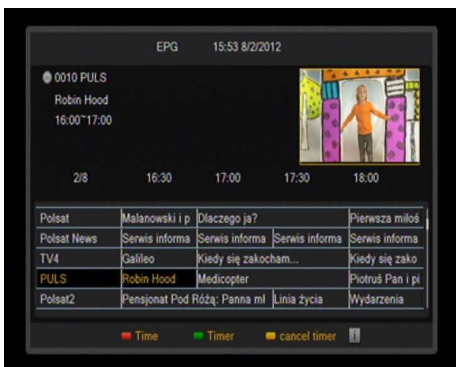 EPG 15:53 8/2/2012
0010 PULS
Robin Hood
16:00~17:00
2/8 16:30 17:00 17:30 18:00
Polsat Malanowski i p Dlaczego ja? Pierwsza miłoś
Polsat News Serwis informa Serwis informa Serwis informa Serwis informa
TV4 Galileo Kiedy się zakocham... Kiedy się zako
PULS Robin Hood Medicopter Piotruś Pan i pi
Polsat2 Pensjonat Pod Różą: Panna mł Linia życia Wydarzenia
Time Timer cancel timer i